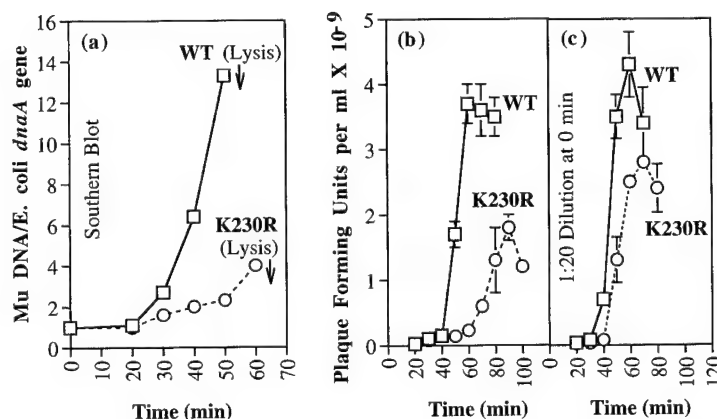 (a)
WT (Lysis)
K230R
(Lysis)
Southern Blot
Mu DNA/E. coli dnaA gene
16
14
12
10
8
6
4
2
0
0 10 20 30 40 50 60 70
Time (min)
(b)
WT
K230R
Plaque Forming Units per ml X 10-9
5
4
3
2
1
0
0 20 40 60 80 100
Time (min)
(c)
WT
K230R
1:20 Dilution at 0 min
0 20 40 60 80 100 120
Time (min)